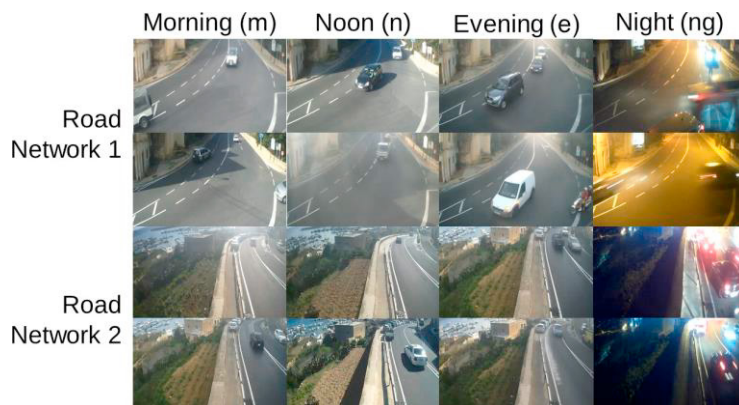 Morning (m) Noon (n) Evening (e) Night (ng)
Road
Network 1
Road
Network 2